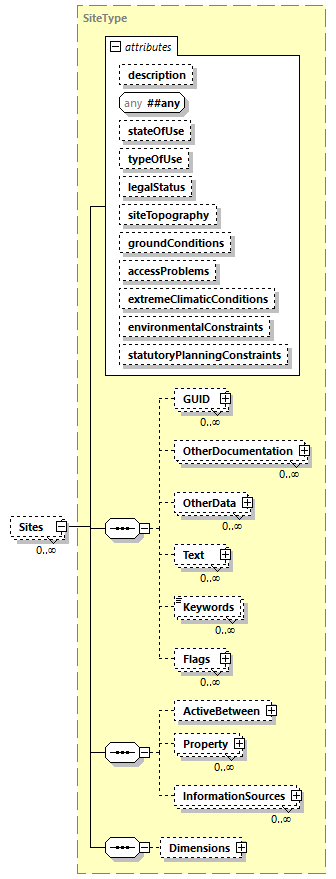 SiteType
attributes
description
any ##any
stateOfUse
typeOfUse
legalStatus
siteTopography
groundConditions
accessProblems
extremeClimaticConditions
environmentalConstraints
statutoryPlanningConstraints
GUID
0..∞
OtherDocumentation
0..∞
OtherData
0..∞
Sites
0..∞
Text
0..∞
Keywords
0..∞
Flags
0..∞
ActiveBetween
Property
0..∞
InformationSources
0..∞
Dimensions